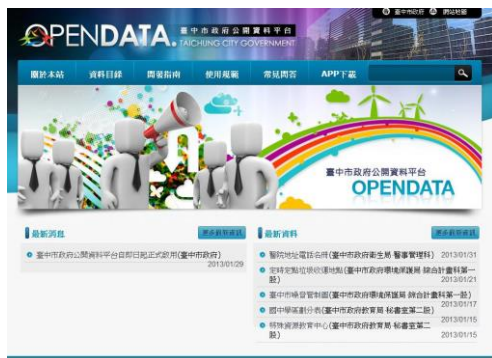 臺中市政府 網站地圖
OPENDATA. 臺中市政府公開資料平台
TAICHUNG CITY GOVERNMENT
關於本站 資料目錄 開發指南 使用規範 常見問答 APP下載
臺中市政府公開資料平台
OPENDATA
最新消息 更多最新資訊
臺中市政府公開資料平台自即日起正式啟用(臺中市政府)
2013/01/29
最新資料 更多最新資訊
醫院地址電話名冊(臺中市政府衛生局 醫事管理科) 2013/01/31
定時定點垃圾收運地點(臺中市政府環境保護局 綜合計畫科第一股)
2013/01/21
臺中市噪音管制圖(臺中市政府環境保護局 綜合計畫科第一股)
2013/01/17
國中學區劃分表(臺中市政府教育局 秘書室第二股)
2013/01/15
特殊資源教育中心(臺中市政府教育局 秘書室第二股)
2013/01/15